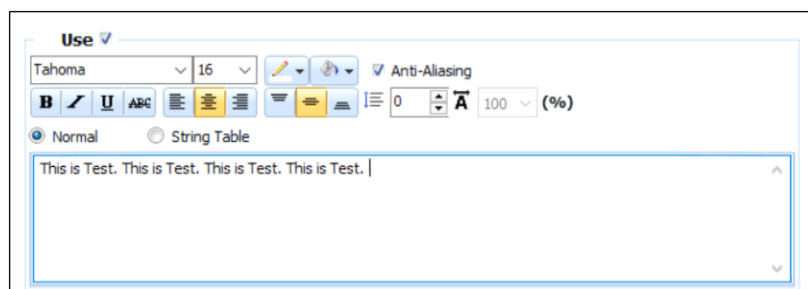 Use
Tahoma 16 Anti-Aliasing
B I U ABC 0 A 100 (%)
Normal String Table
This is Test. This is Test. This is Test. This is Test.